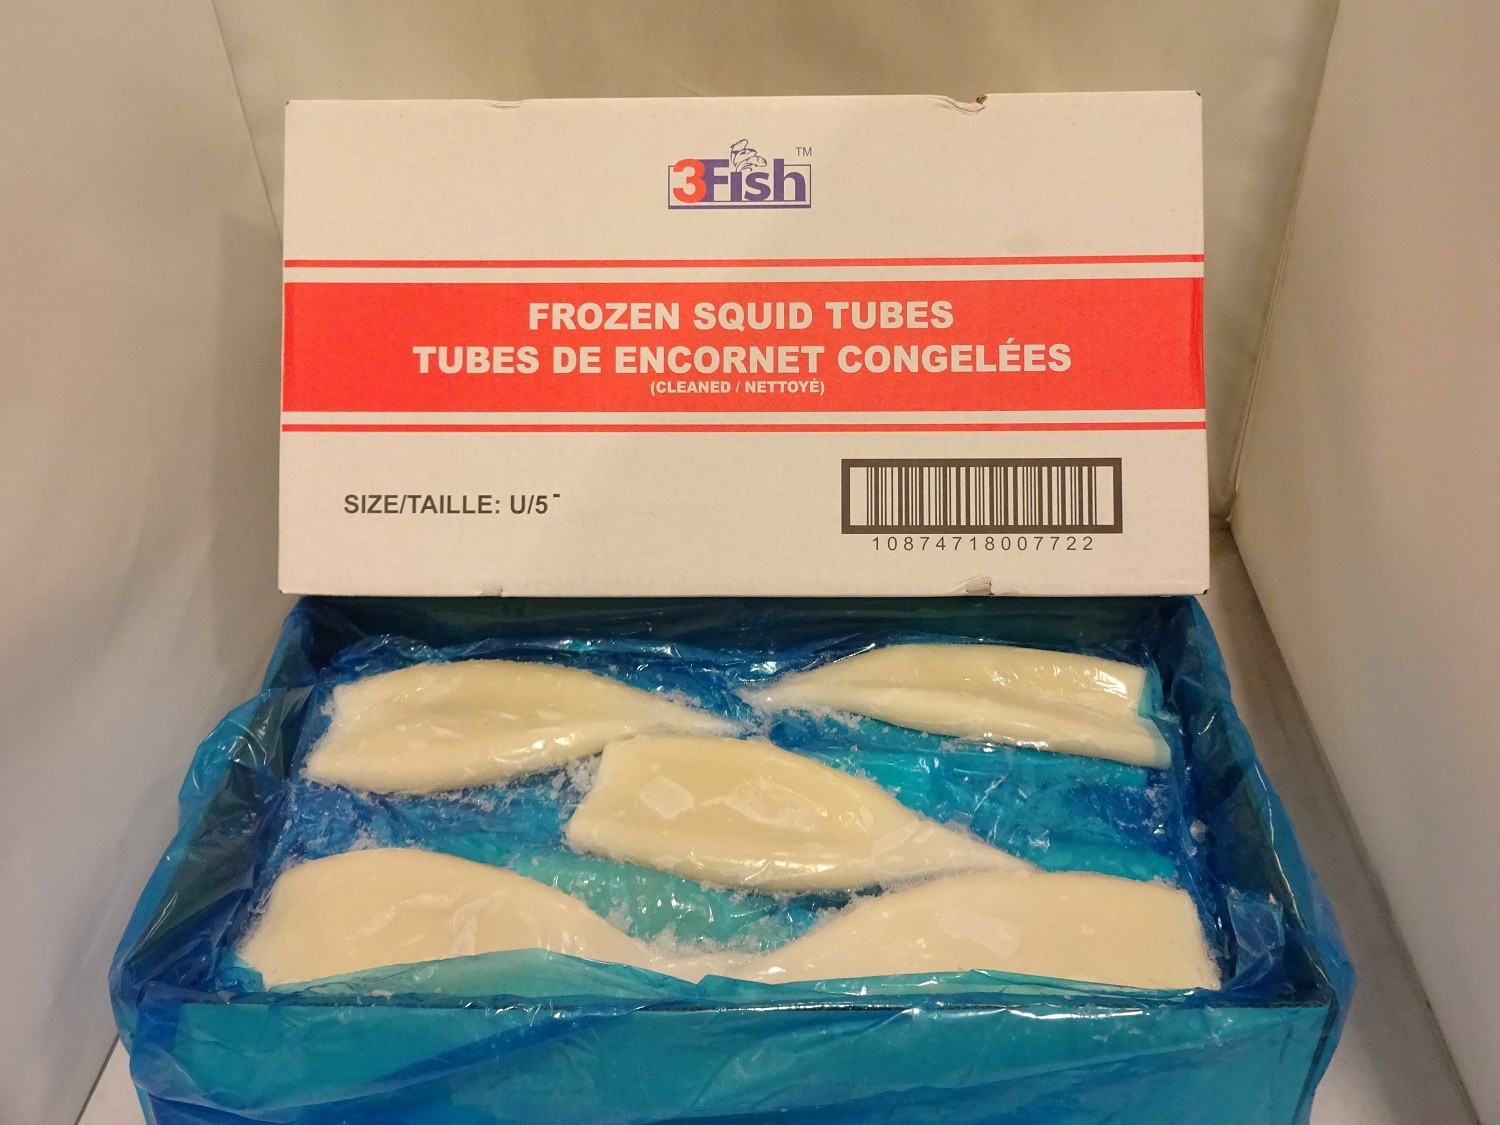 3Fish TM
FROZEN SQUID TUBES
TUBES DE ENCORNET CONGELÉES
(CLEANED / NETTOYÉ)
SIZE/TAILLE: U/5-
10874718007722